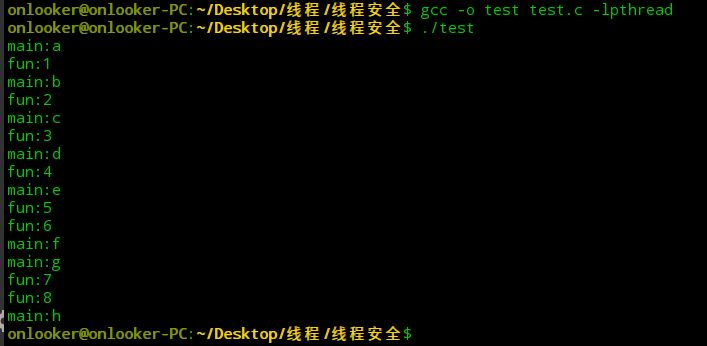 onlooker@onlooker-PC:~/Desktop/线程/线程安全$ gcc -o test test.c -lpthread
onlooker@onlooker-PC:~/Desktop/线程/线程安全$ ./test
main:a
fun:1
main:b
fun:2
main:c
fun:3
main:d
fun:4
main:e
fun:5
fun:6
main:f
main:g
fun:7
fun:8
main:h
onlooker@onlooker-PC:~/Desktop/线程/线程安全$